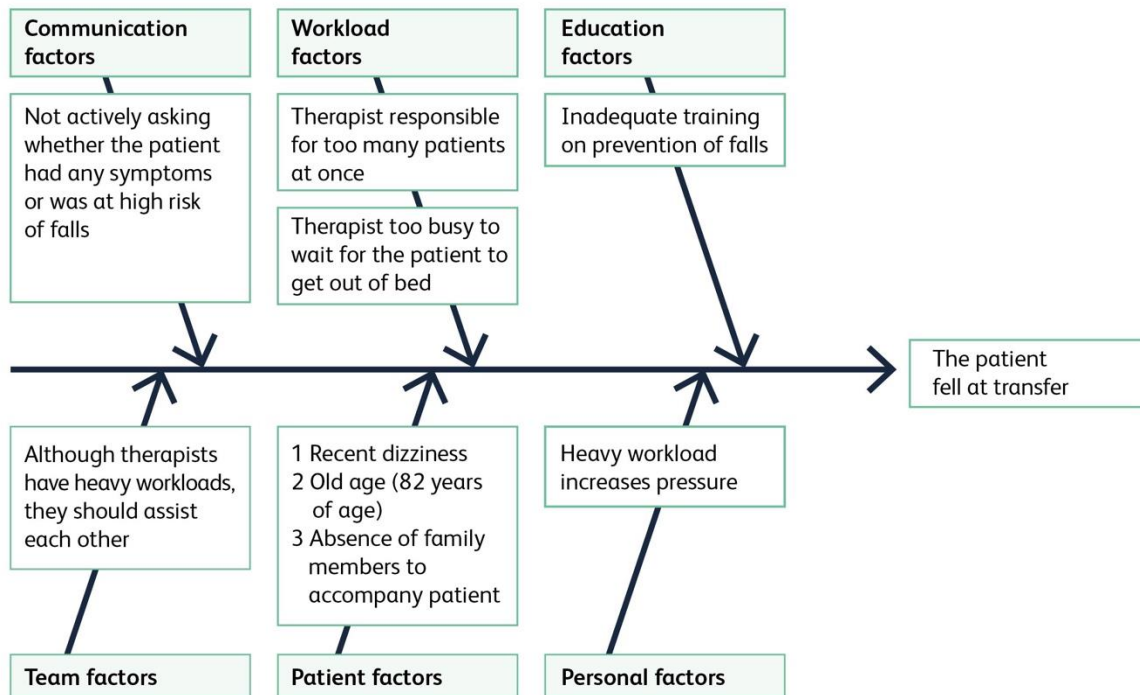 Communication
factors
Not actively asking
whether the patient
had any symptoms
or was at high risk
of falls
Workload
factors
Therapist responsible
for too many patients
at once
Therapist too busy to
wait for the patient to
get out of bed
Education
factors
Inadequate training
on prevention of falls
The patient
fell at transfer
Although therapists
have heavy workloads,
they should assist
each other
Team factors
1 Recent dizziness
2 Old age (82 years
of age)
3 Absence of family
members to
accompany patient
Patient factors
Heavy workload
increases pressure
Personal factors